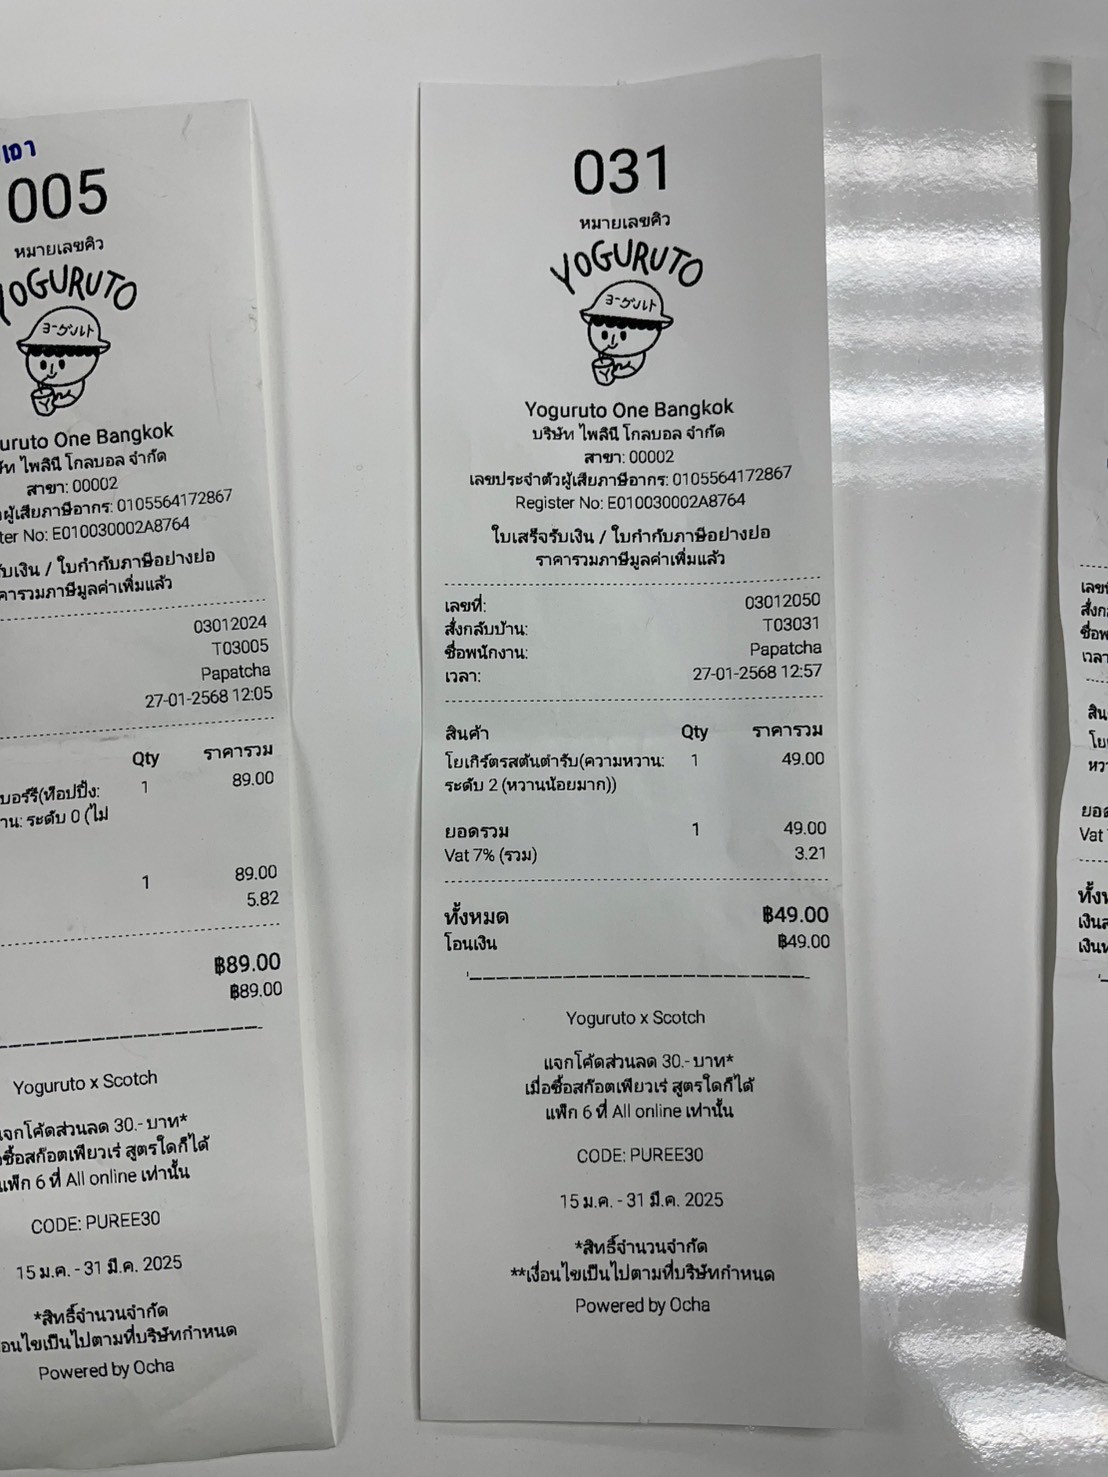 เอา
005
หมายเลขคิว
YOGURUTO
ヨーグルト
uruto One Bangkok
ไพลินี โกลบอล จำกัด
สาขา: 00002
ผู้เสียภาษีอากร: 0105564172867
ter No: E010030002A8764
รับเงิน / ใบกำกับภาษีอย่างย่อ
คารวมภาษีมูลค่าเพิ่มแล้ว
03012024
T03005
Papatcha
27-01-2568 12:05
Qty ราคารวม
เบอร์รี่(ท็อปปิ้ง: 1 89.00
าน: ระดับ 0 (ไม่
1 89.00
5.82
฿89.00
฿89.00
Yoguruto x Scotch
แจกโค้ดส่วนลด 30.- บาท*
ซื้อสก๊อตเพียวเร่ สูตรใดก็ได้
แพ็ก 6 ที่ All online เท่านั้น
CODE: PUREE30
15 ม.ค. - 31 มี.ค. 2025
*สิทธิ์จำนวนจำกัด
อนไขเป็นไปตามที่บริษัทกำหนด
Powered by Ocha
031
หมายเลขคิว
YOGURUTO
ヨーグルト
Yoguruto One Bangkok
บริษัท ไพลินี โกลบอล จำกัด
สาขา: 00002
เลขประจำตัวผู้เสียภาษีอากร: 0105564172867
Register No: E010030002A8764
ใบเสร็จรับเงิน / ใบกำกับภาษีอย่างย่อ
ราคารวมภาษีมูลค่าเพิ่มแล้ว
เลขที่: 03012050
สั่งกลับบ้าน: T03031
ชื่อพนักงาน: Papatcha
เวลา: 27-01-2568 12:57
สินค้า Qty ราคารวม
โยเกิร์ตรสต้นตำรับ(ความหวาน: 1 49.00
ระดับ 2 (หวานน้อยมาก))
ยอดรวม 1 49.00
Vat 7% (รวม) 3.21
ทั้งหมด ฿49.00
โอนเงิน ฿49.00
Yoguruto x Scotch
แจกโค้ดส่วนลด 30.- บาท*
เมื่อซื้อสก๊อตเพียวเร่ สูตรใดก็ได้
แพ็ก 6 ที่ All online เท่านั้น
CODE: PUREE30
15 ม.ค. - 31 มี.ค. 2025
*สิทธิ์จำนวนจำกัด
**เงื่อนไขเป็นไปตามที่บริษัทกำหนด
Powered by Ocha
เลขที่
สั่งก
ชื่อพ
เวลา
สิน
โย
หวา
ยอด
Vat
ทั้ง
เงินส
เงินท